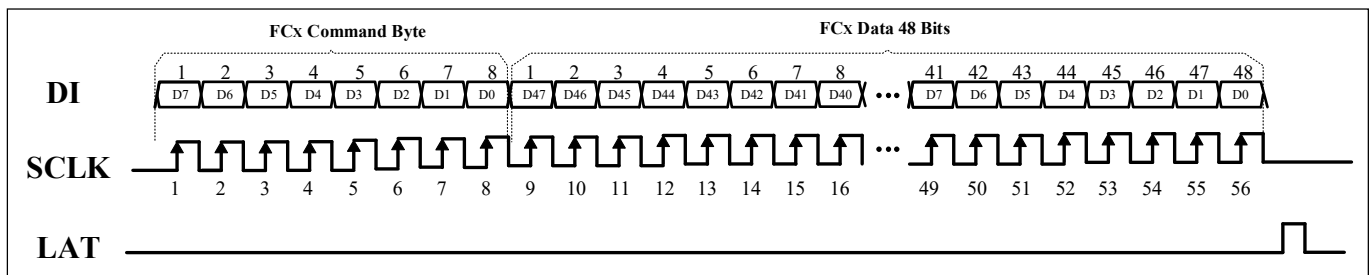 FCx Command Byte FCx Data 48 Bits
1 2 3 4 5 6 7 8 1 2 3 4 5 6 7 8 41 42 43 44 45 46 47 48
DI D7 D6 D5 D4 D3 D2 D1 D0 D47 D46 D45 D44 D43 D42 D41 D40 ••• D7 D6 D5 D4 D3 D2 D1 D0
SCLK •••
1 2 3 4 5 6 7 8 9 10 11 12 13 14 15 16 49 50 51 52 53 54 55 56
LAT